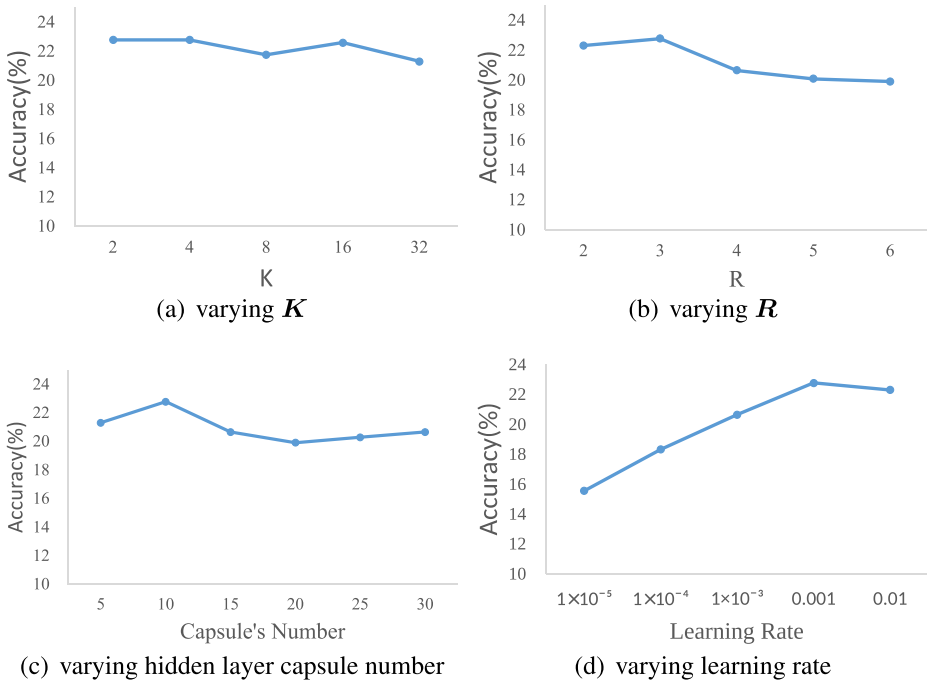 Accuracy(%)
24
22
20
18
16
14
12
10
2 4 8 16 32
K
(a) varying K
Accuracy(%)
24
22
20
18
16
14
12
10
2 3 4 5 6
R
(b) varying R
Accuracy(%)
24
22
20
18
16
14
12
10
5 10 15 20 25 30
Capsule's Number
(c) varying hidden layer capsule number
Accuracy(%)
24
22
20
18
16
14
12
10
1×10⁻⁵ 1×10⁻⁴ 1×10⁻³ 0.001 0.01
Learning Rate
(d) varying learning rate